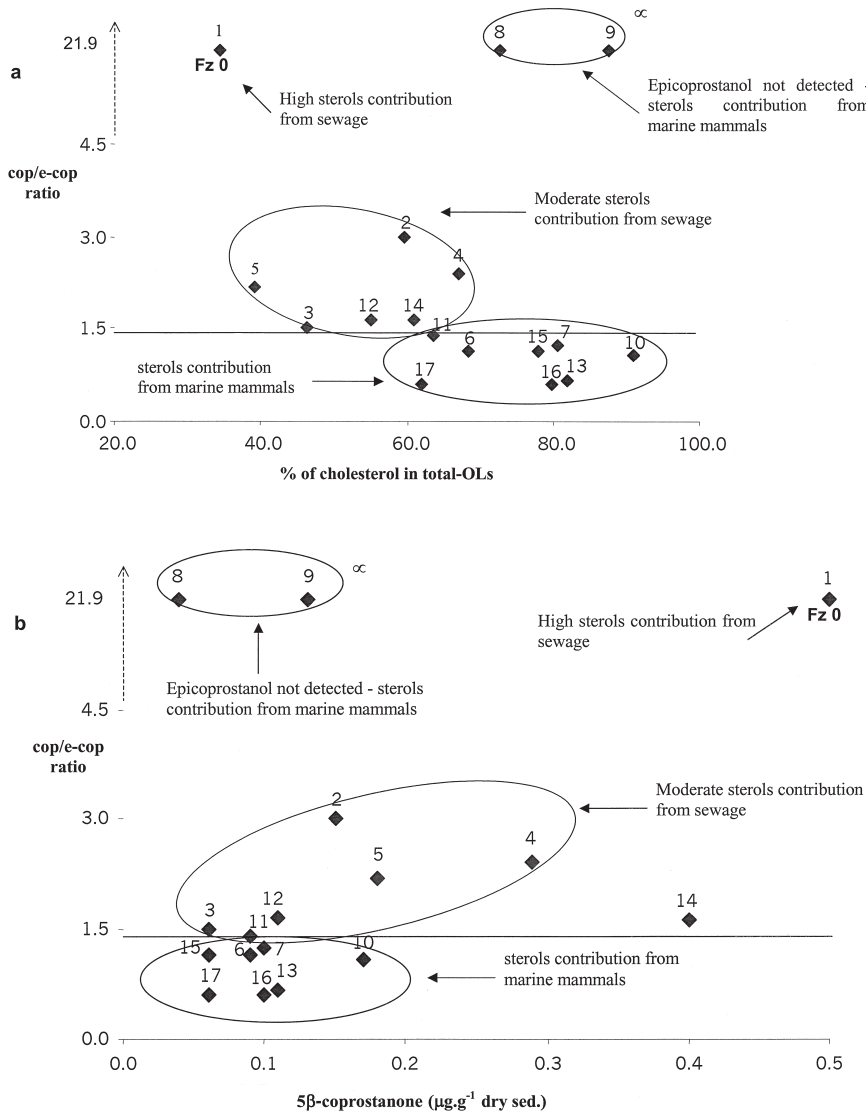 1
8
9
∝
21.9
a
Fz 0
High sterols contribution
from sewage
Epicoprostanol not detected -
sterols contribution from
marine mammals
4.5
cop/e-cop
ratio
Moderate sterols
contribution from sewage
3.0
2
4
5
3
12
14
1.5
11
6
15
7
10
sterols contribution
from marine mammals
17
16
13
0.0
20.0 40.0 60.0 80.0 100.0
% of cholesterol in total-OLs
8
9
∝
1
21.9
b
Fz 0
High sterols contribution from
sewage
Epicoprostanol not detected - sterols
contribution from marine mammals
4.5
cop/e-cop
ratio
Moderate sterols contribution
from sewage
3.0
2
5
4
3
12
14
1.5
11
15
6
7
10
sterols contribution from
marine mammals
17
16
13
0.0
0.0 0.1 0.2 0.3 0.4 0.5
5β-coprostanone (μg.g⁻¹ dry sed.)